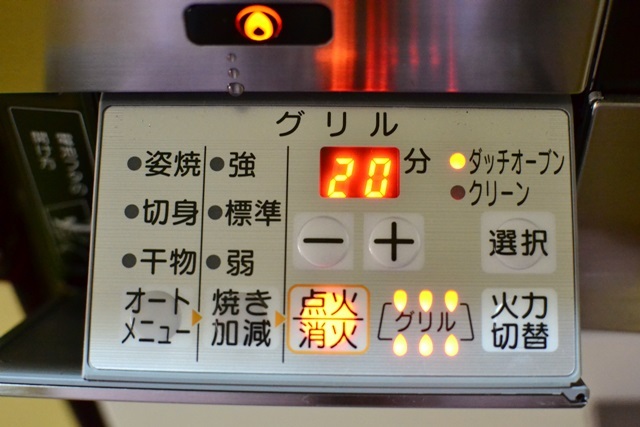 グリル
姿焼
切身
干物
オート
メニュー
強
標準
弱
焼き
加減
20分
－ ＋
点火
消火
ダッチオーブン
クリーン
選択
グリル
火力
切替